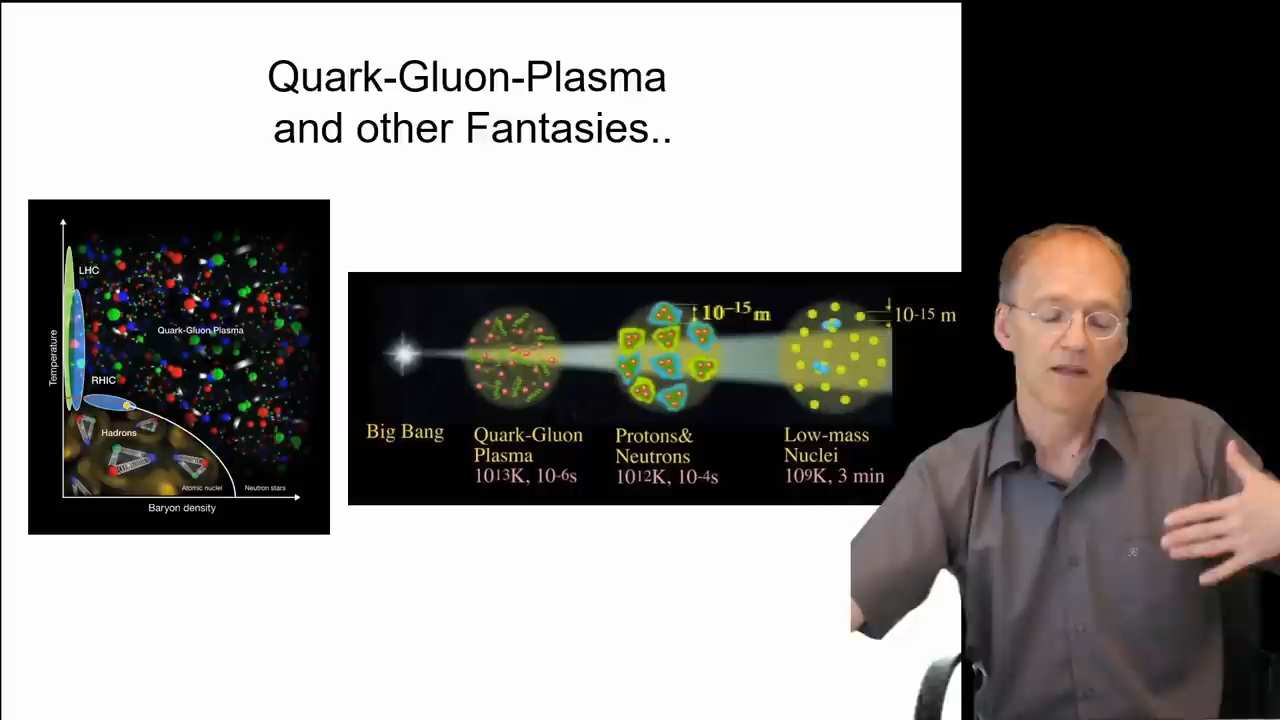 Quark-Gluon-Plasma
and other Fantasies..
LHC
Quark-Gluon Plasma
Temperature
RHIC
Hadrons
Atomic nuclei
Neutron stars
Baryon density
10-15 m
10-15 m
Big Bang
Quark-Gluon
Plasma
1013K, 10-6s
Protons&
Neutrons
1012K, 10-4s
Low-mass
Nuclei
109K, 3 min